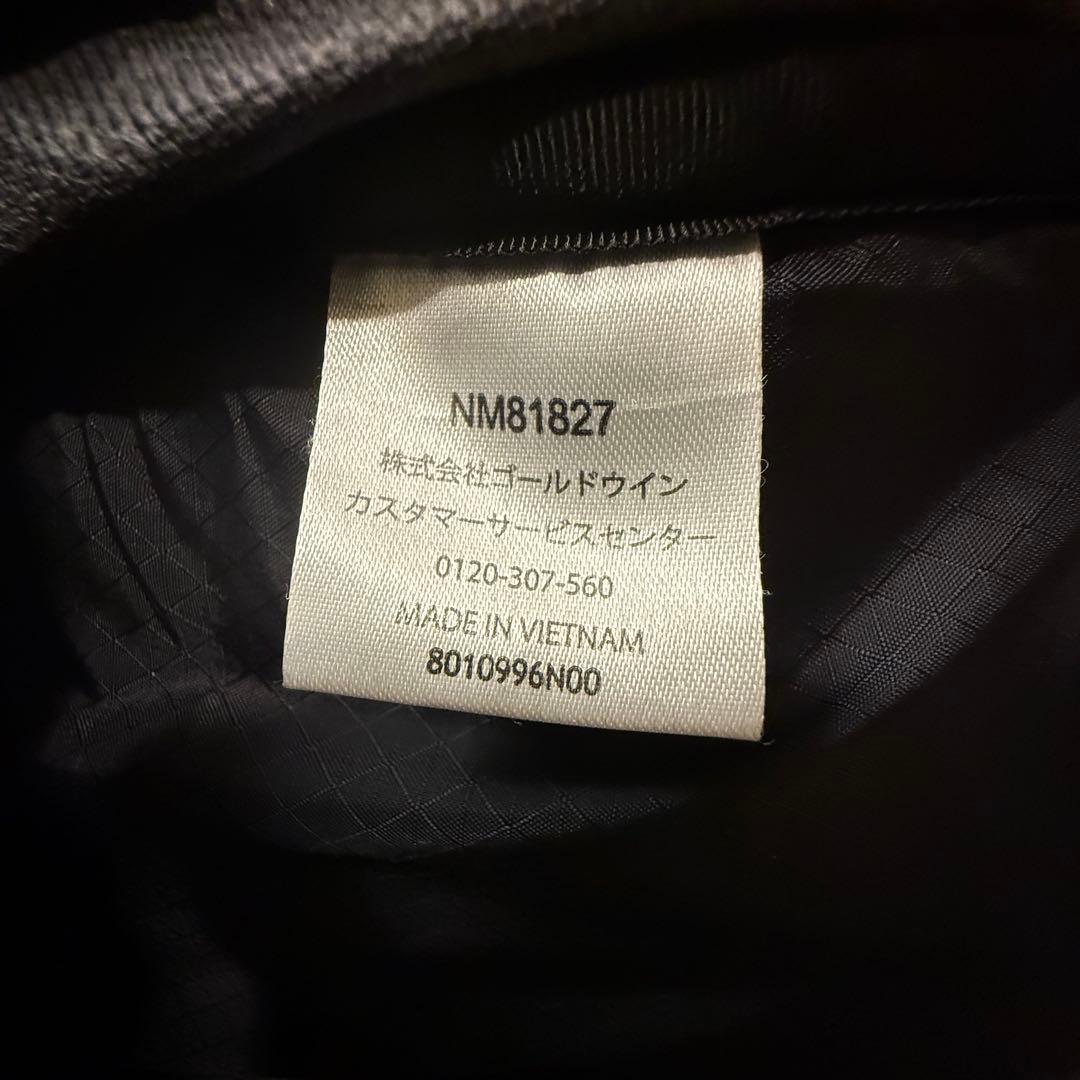 NM81827
株式会社ゴールドウイン
カスタマーサービスセンター
0120-307-560
MADE IN VIETNAM
8010996N00